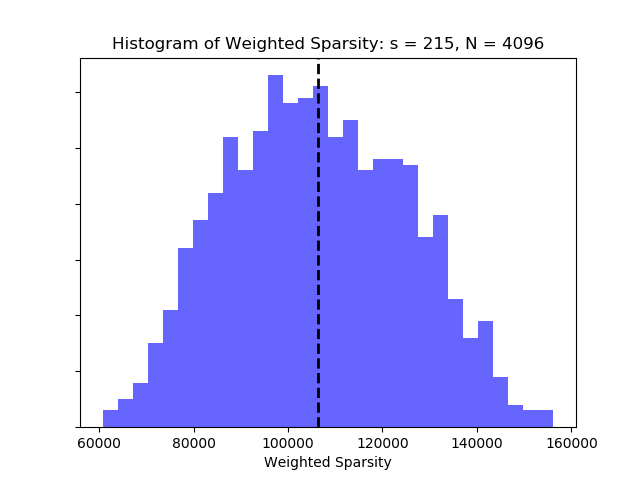 Histogram of Weighted Sparsity: s = 215, N = 4096
60000 80000 100000 120000 140000 160000
Weighted Sparsity